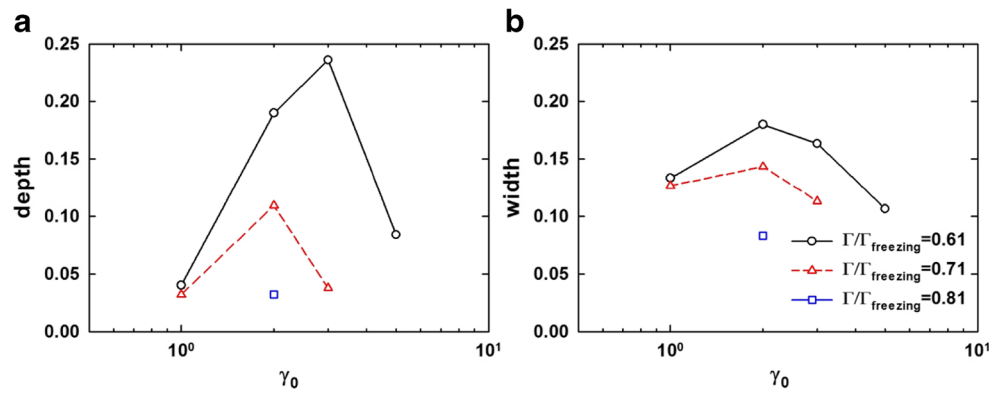 a
0.25
0.20
0.15
0.10
0.05
0.00
depth
10⁰
10¹
γ₀
b
0.25
0.20
0.15
0.10
0.05
0.00
width
10⁰
10¹
γ₀
Γ/Γfreezing=0.61
Γ/Γfreezing=0.71
Γ/Γfreezing=0.81